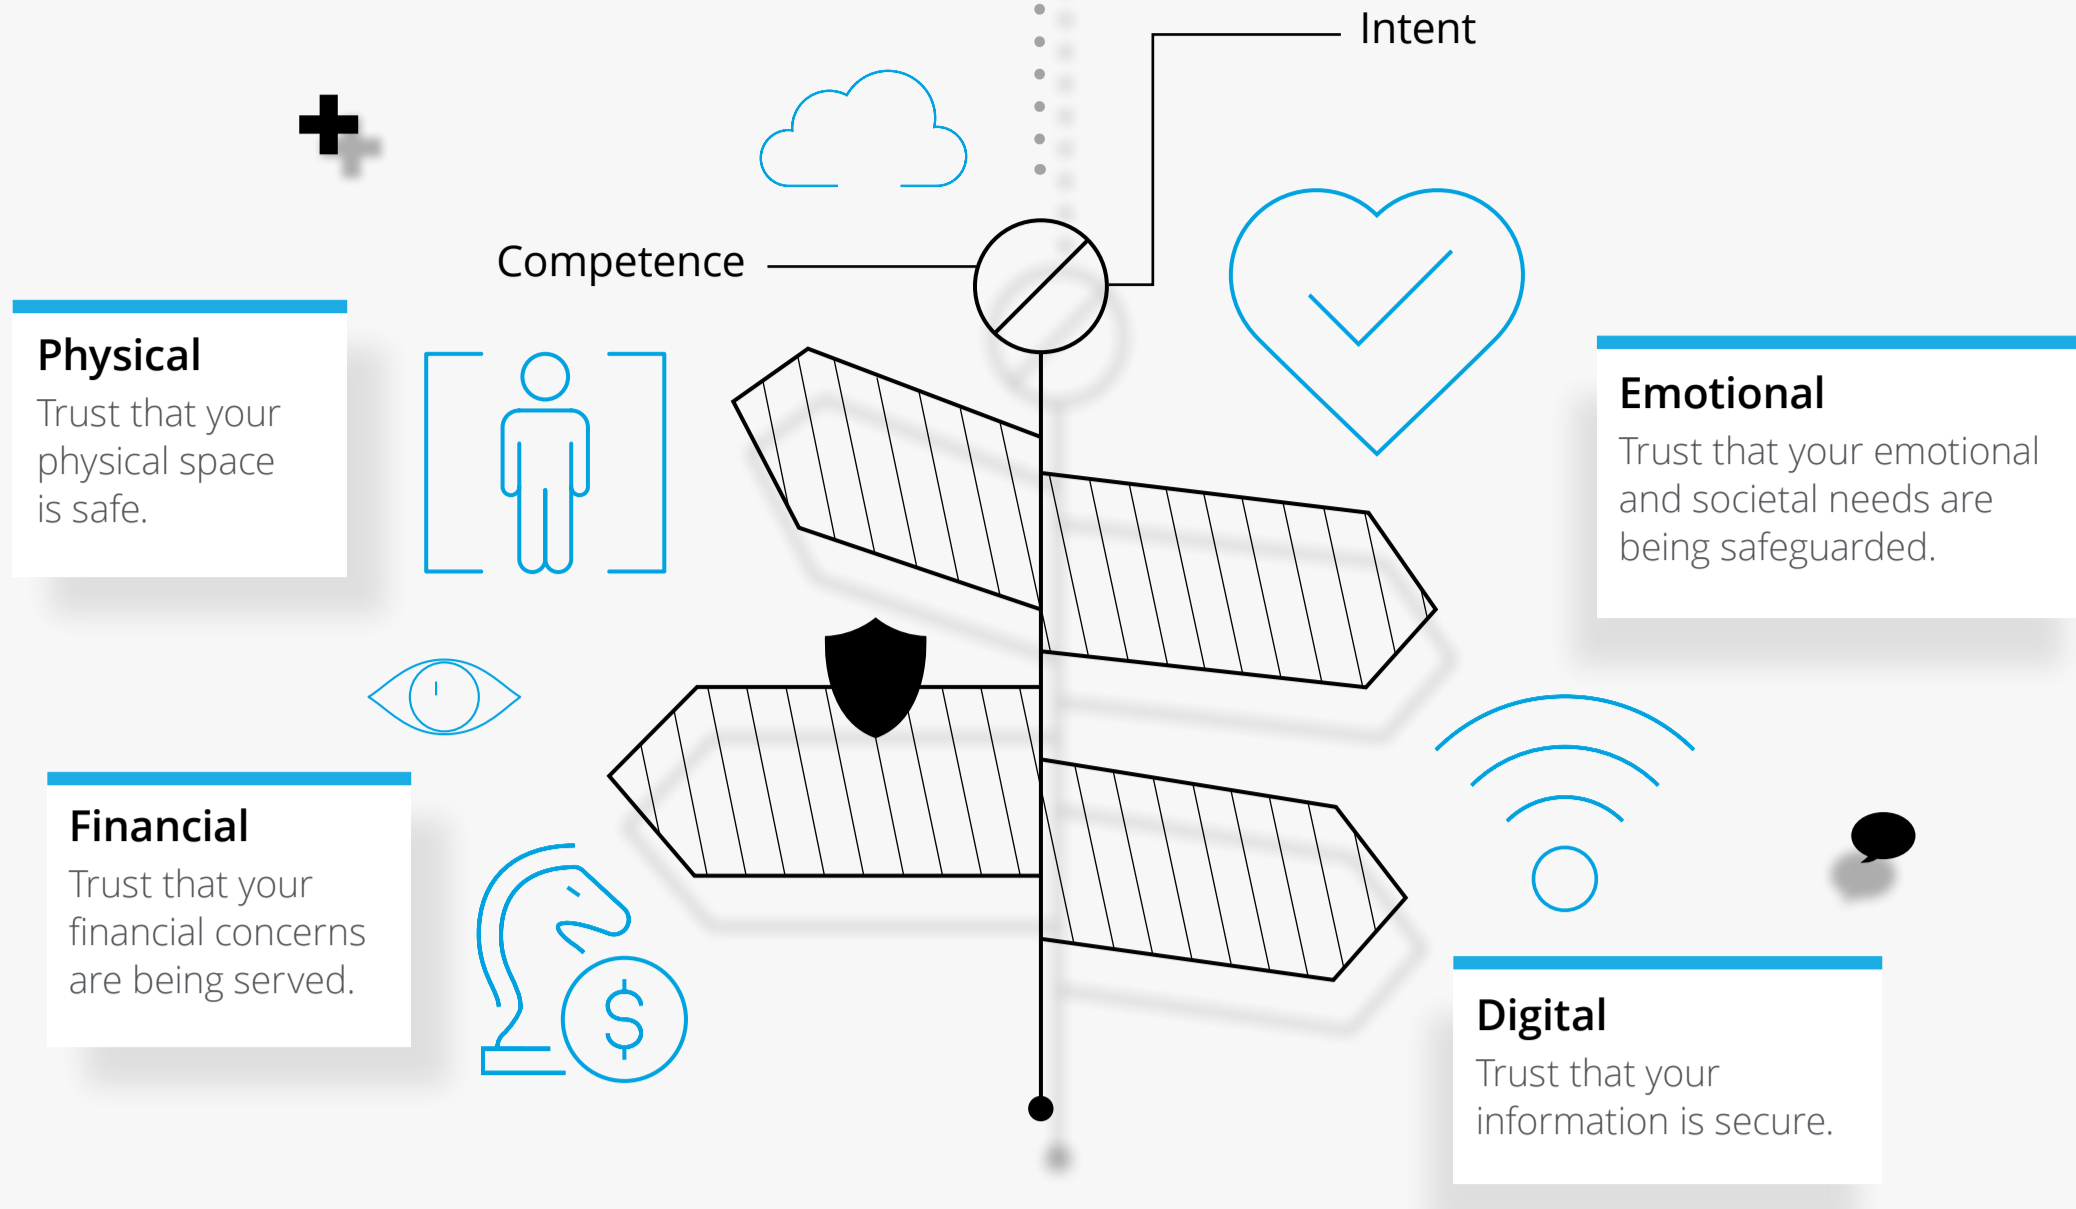 Intent
Competence
Physical
Trust that your
physical space
is safe.
Emotional
Trust that your emotional
and societal needs are
being safeguarded.
Financial
Trust that your
financial concerns
are being served.
$
Digital
Trust that your
information is secure.